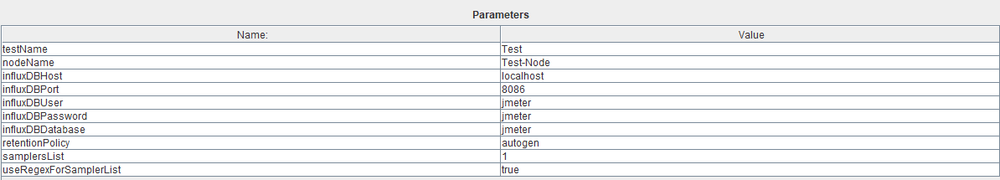 Parameters
Name: Value
testName Test
nodeName Test-Node
influxDBHost localhost
influxDBPort 8086
influxDBUser jmeter
influxDBPassword jmeter
influxDBDatabase jmeter
retentionPolicy autogen
samplersList 1
useRegexForSamplerList true